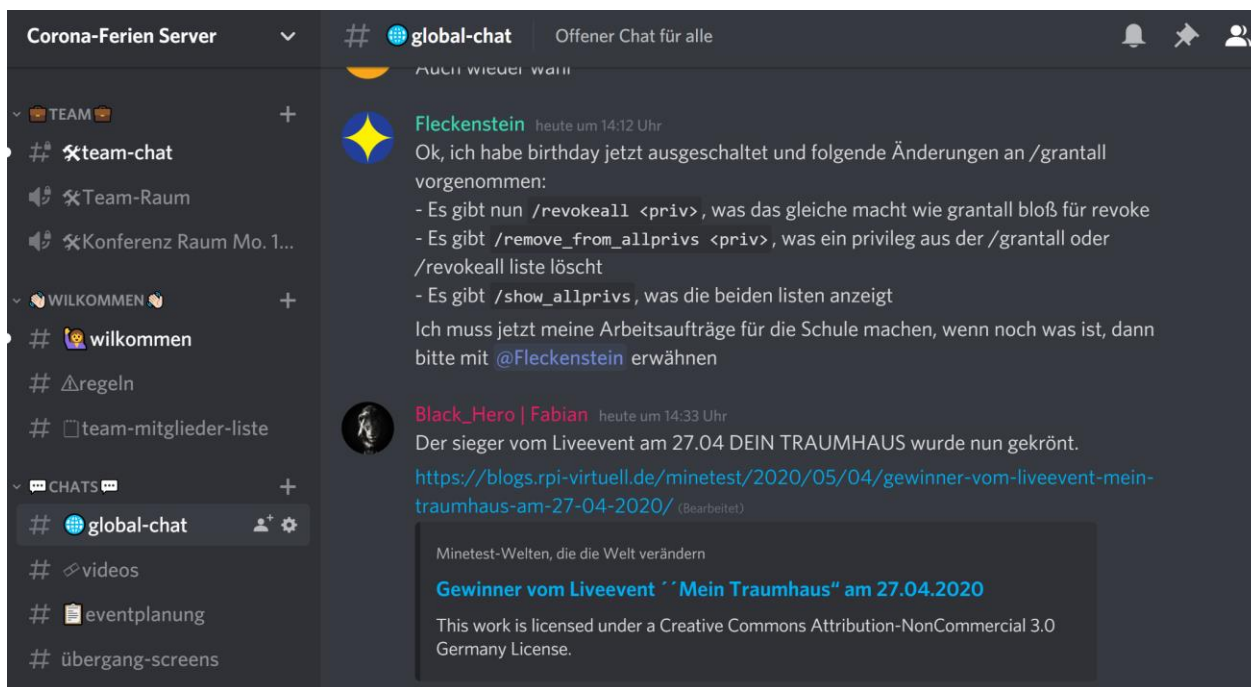 Corona-Ferien Server
TEAM
team-chat
Team-Raum
Konferenz Raum Mo. 1...
WILKOMMEN
wilkommen
regeln
team-mitglieder-liste
CHATS
global-chat
videos
eventplanung
übergang-screens
global-chat Offener Chat für alle
Auch wieder wahr
Fleckenstein heute um 14:12 Uhr
Ok, ich habe birthday jetzt ausgeschaltet und folgende Änderungen an /grantall
vorgenommen:
- Es gibt nun /revokeall <priv>, was das gleiche macht wie grantall bloß für revoke
- Es gibt /remove_from_allprivs <priv>, was ein privileg aus der /grantall oder
/revokeall liste löscht
- Es gibt /show_allprivs, was die beiden listen anzeigt
Ich muss jetzt meine Arbeitsaufträge für die Schule machen, wenn noch was ist, dann
bitte mit @Fleckenstein erwähnen
Black_Hero | Fabian heute um 14:33 Uhr
Der sieger vom Liveevent am 27.04 DEIN TRAUMHAUS wurde nun gekrönt.
https://blogs.rpi-virtuell.de/minetest/2020/05/04/gewinner-vom-liveevent-mein-
traumhaus-am-27-04-2020/ (Bearbeitet)
Minetest-Welten, die die Welt verändern
Gewinner vom Liveevent ´´Mein Traumhaus“ am 27.04.2020
This work is licensed under a Creative Commons Attribution-NonCommercial 3.0
Germany License.